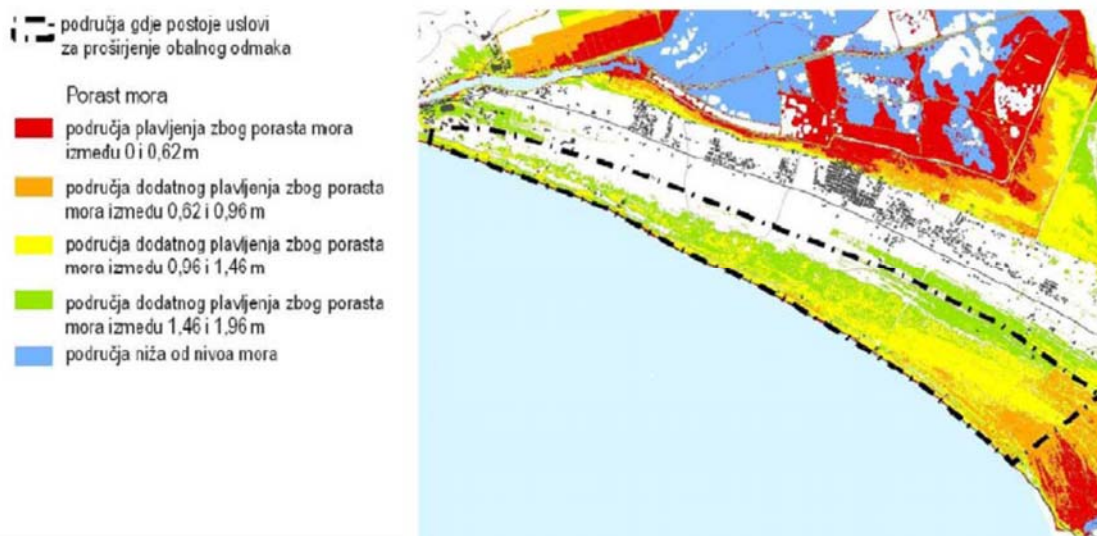 područja gdje postoje uslovi
za proširjenje obalnog odmaka
Porast mora
područja plavljenja zbog porasta mora
između 0 i 0,62 m
područja dodatnog plavljenja zbog porasta
mora između 0,62 i 0,96 m
područja dodatnog plavljenja zbog porasta
mora između 0,96 i 1,46 m
područja dodatnog plavljenja zbog porasta
mora između 1,46 i 1,96 m
područja niža od nivoa mora